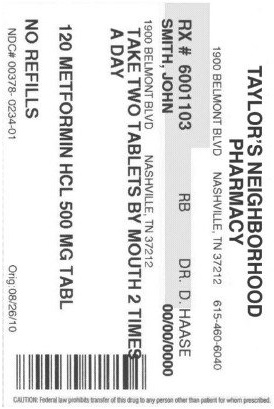 TAYLOR'S NEIGHBORHOOD
PHARMACY
1900 BELMONT BLVD NASHVILLE, TN 37212 615-460-6040
RX # 6001103 RB DR. D. HAASE
SMITH, JOHN 00/00/0000
1900 BELMONT BLVD NASHVILLE, TN 37212
TAKE TWO TABLETS BY MOUTH 2 TIMES
A DAY
120 METFORMIN HCL 500 MG TABL
NO REFILLS
NDC# 00378-0234-01 Orig:08/26/10
CAUTION: Federal law prohibits transfer of this drug to any person other than patient for whom prescribed.